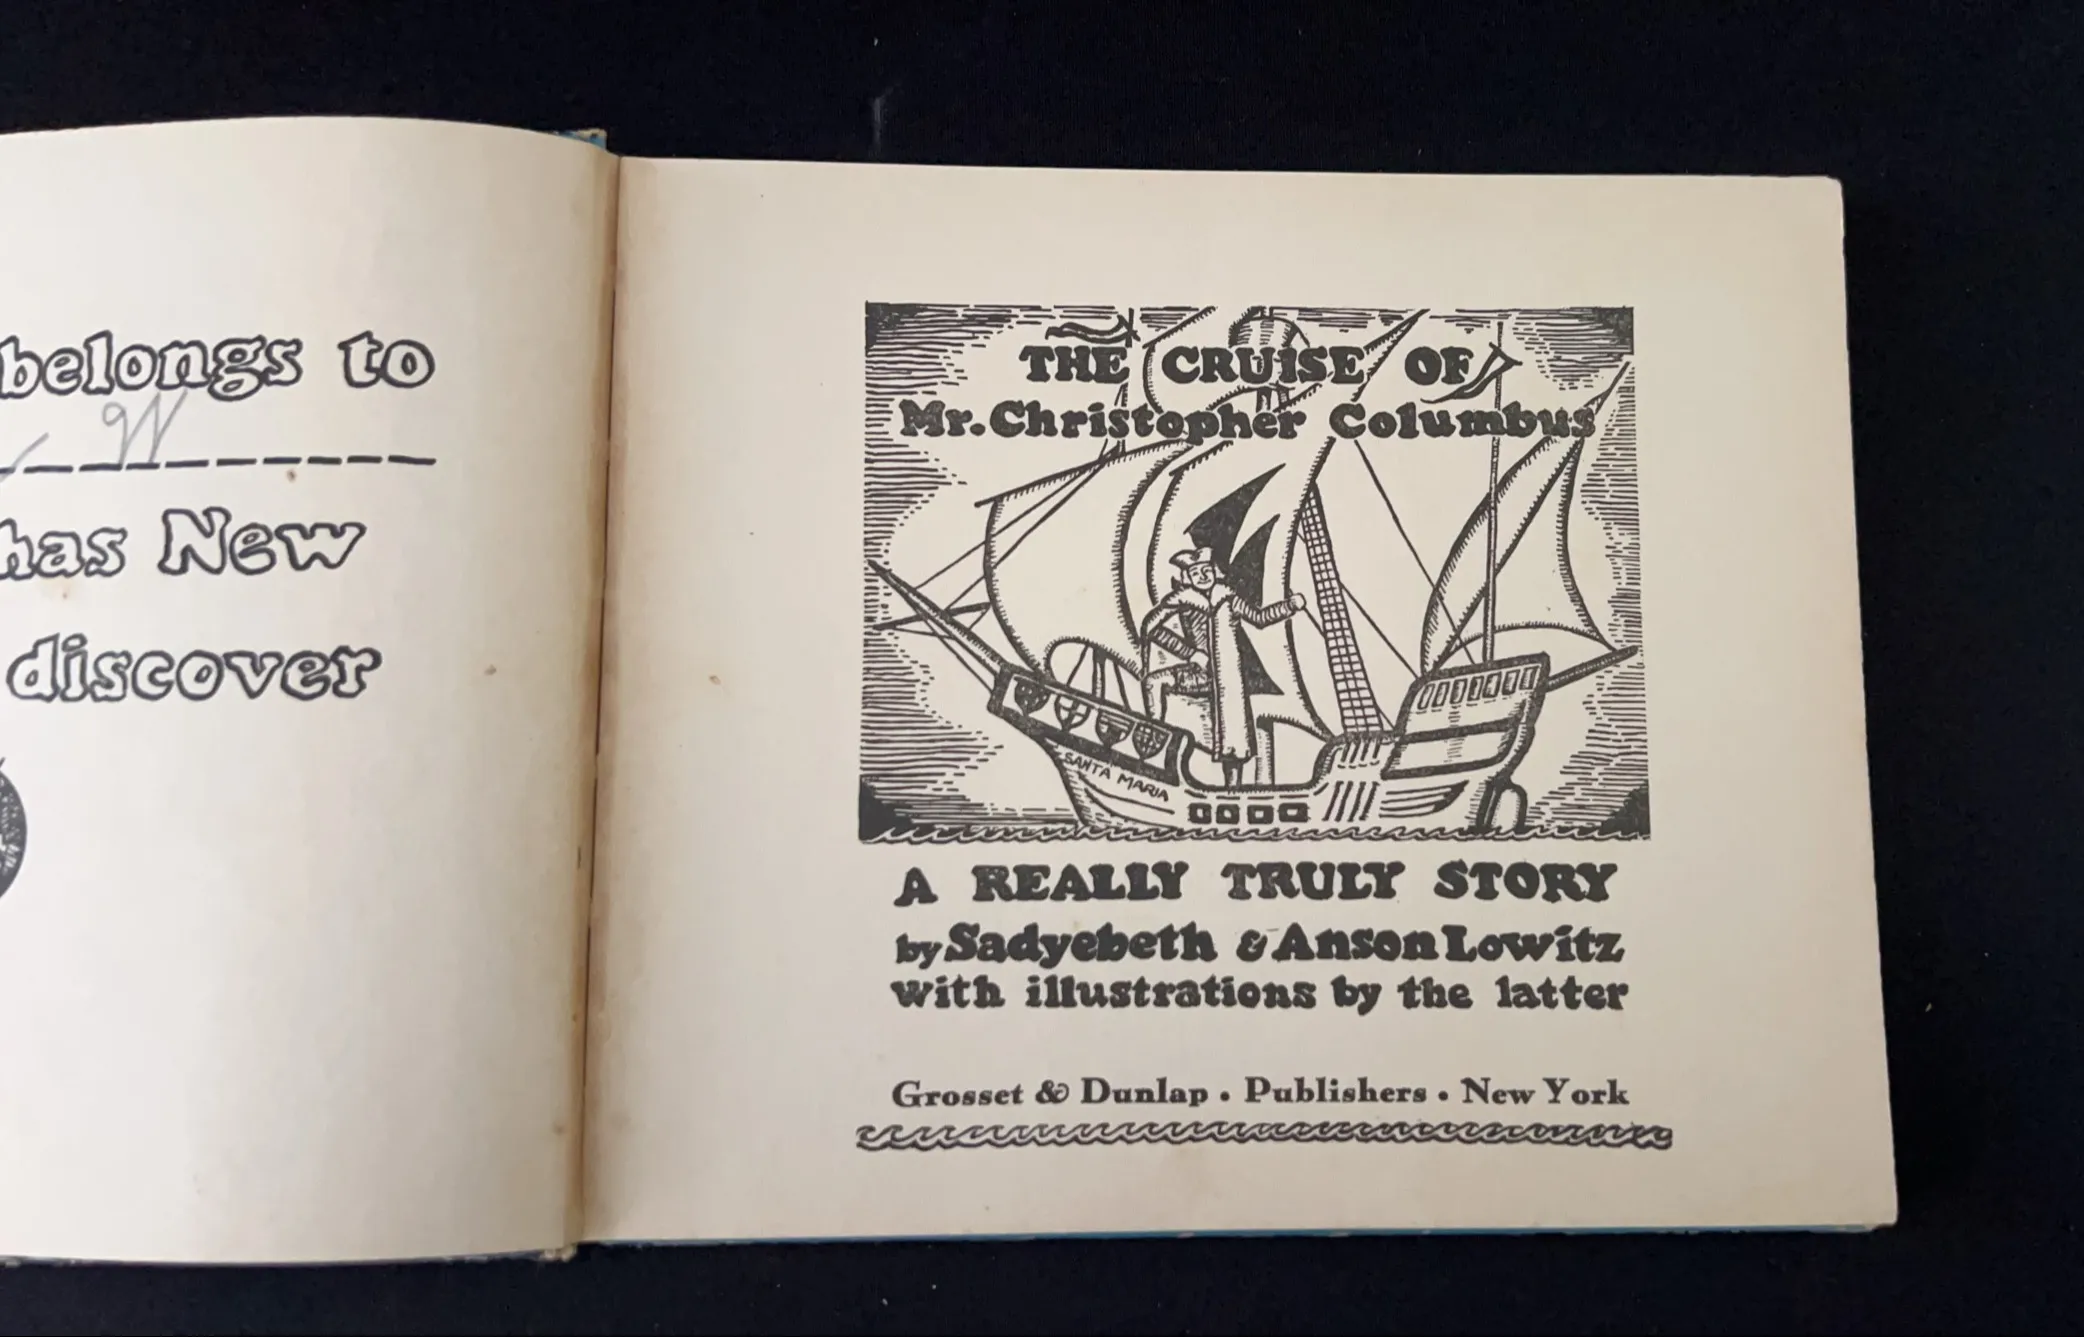 belongs to
W
has New
discover
THE CRUISE OF
Mr. Christopher Columbus
SANTA MARIA
A REALLY TRULY STORY
by Sadyebeth & Anson Lowitz
with illustrations by the latter
Grosset & Dunlap • Publishers • New York